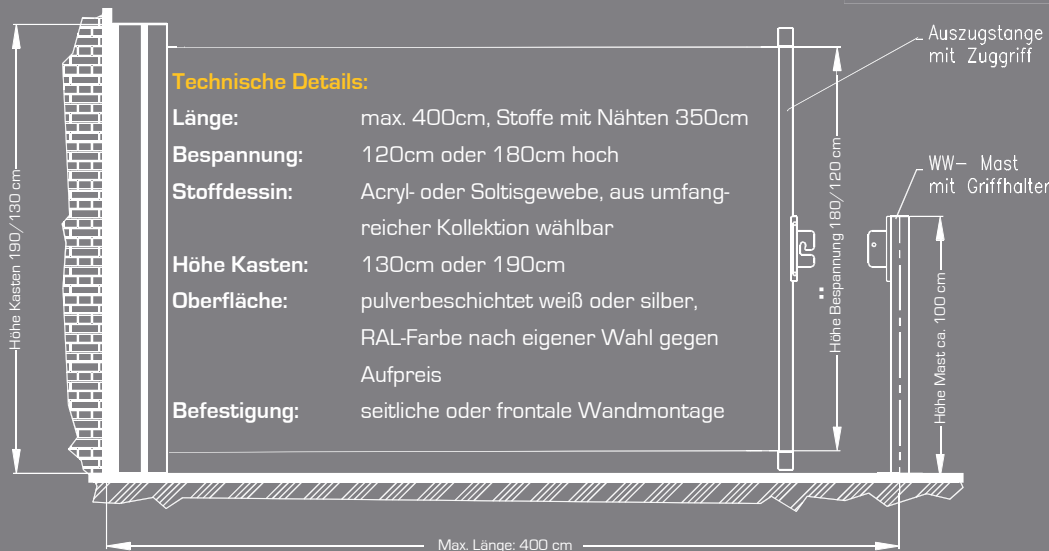 Auszugstange
mit Zuggriff
Technische Details:
Länge: max. 400cm, Stoffe mit Nähten 350cm
Bespannung: 120cm oder 180cm hoch
Stoffdessin: Acryl- oder Soltisgewebe, aus umfang-
reicher Kollektion wählbar
Höhe Kasten: 130cm oder 190cm
Oberfläche: pulverbeschichtet weiß oder silber,
RAL-Farbe nach eigener Wahl gegen
Aufpreis
Befestigung: seitliche oder frontale Wandmontage
Höhe Kasten 190/130 cm
Höhe Bespannung 180/120 cm
WW- Mast
mit Griffhalter
Höhe Mast ca. 100 cm
Max. Länge: 400 cm